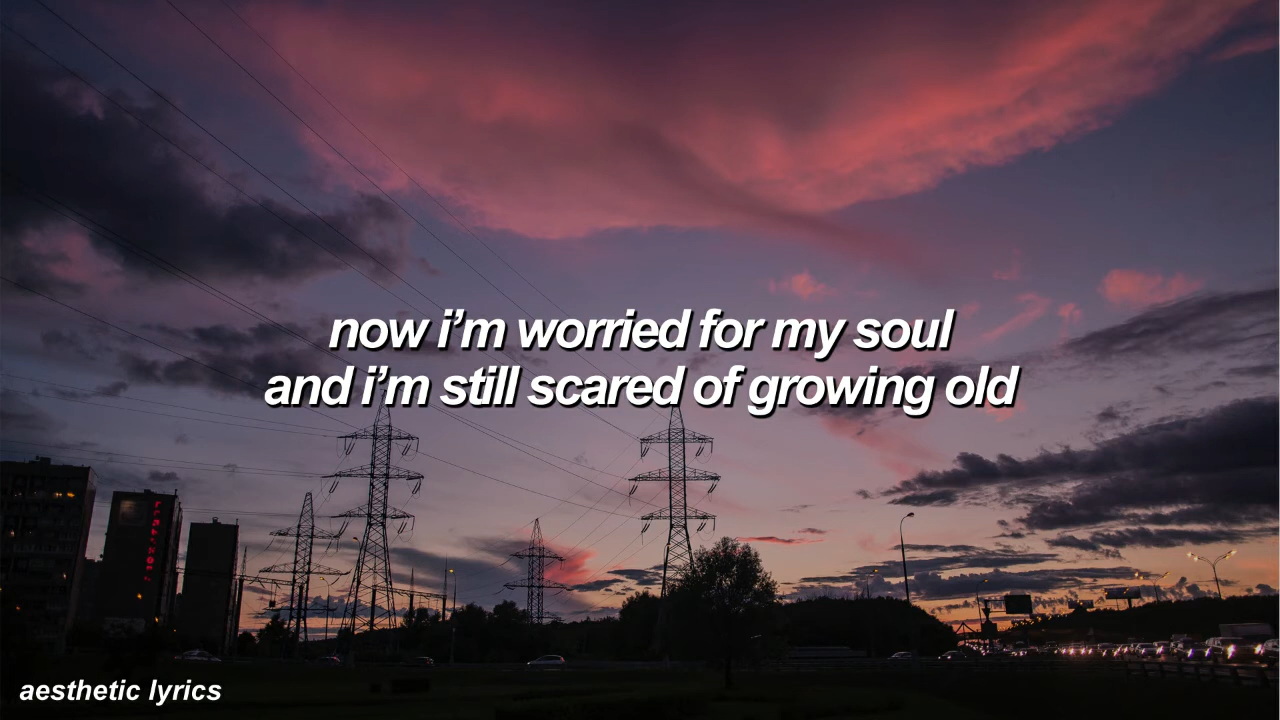 now i’m worried for my soul
and i’m still scared of growing old
aesthetic lyrics